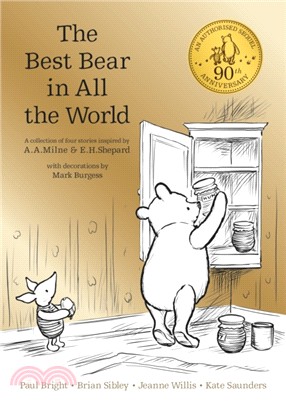 The
Best Bear
in All
the World
AN AUTHORISED SEQUEL
90th
ANNIVERSARY
A collection of four stories inspired by
A.A.Milne & E.H.Shepard
with decorations by
Mark Burgess
Paul Bright • Brian Sibley • Jeanne Willis • Kate Saunders